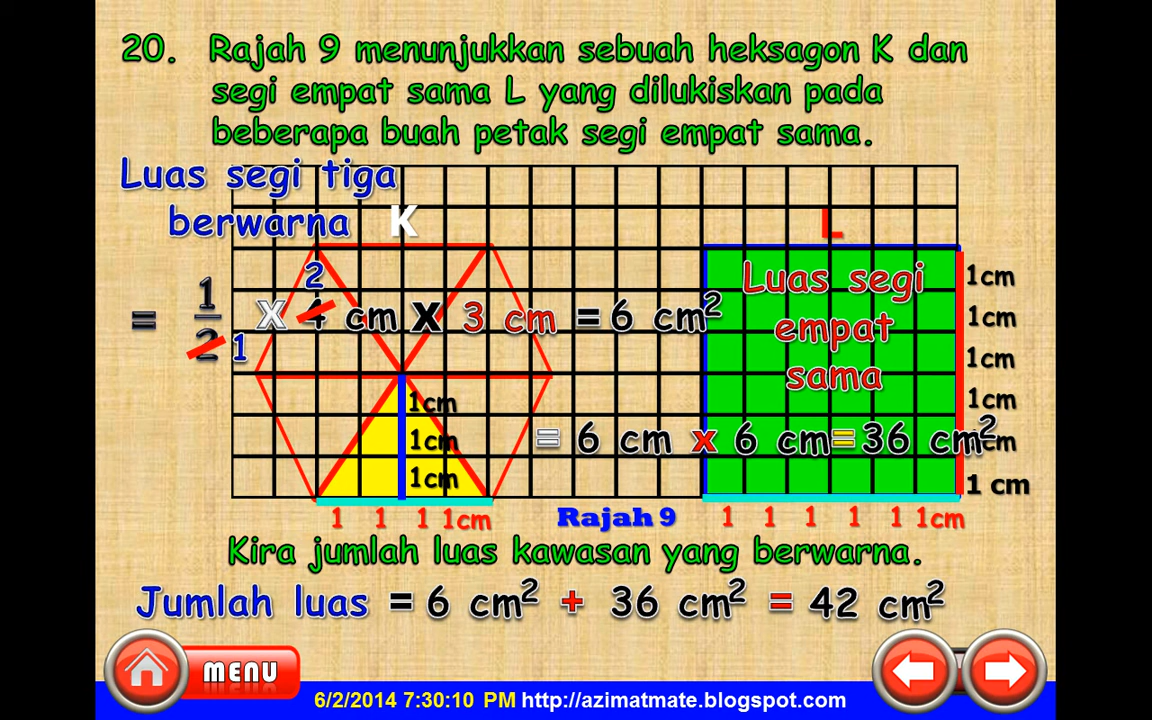 20. Rajah 9 menunjukkan sebuah heksagon K dan
segi empat sama L yang dilukiskan pada
beberapa buah petak segi empat sama.
Luas segi tiga
berwarna
K
L
= 1/2 x 4 cm x 3 cm = 6 cm²
2
1
Luas segi
empat
sama
= 6 cm x 6 cm = 36 cm²
1cm
1cm
1cm
1cm
1cm
1cm
1cm
1cm
1 cm
1 1 1 1cm
Rajah 9
1 1 1 1 1 1cm
Kira jumlah luas kawasan yang berwarna.
Jumlah luas = 6 cm² + 36 cm² = 42 cm²
MENU
6/2/2014 7:30:10 PM http://azimatmate.blogspot.com